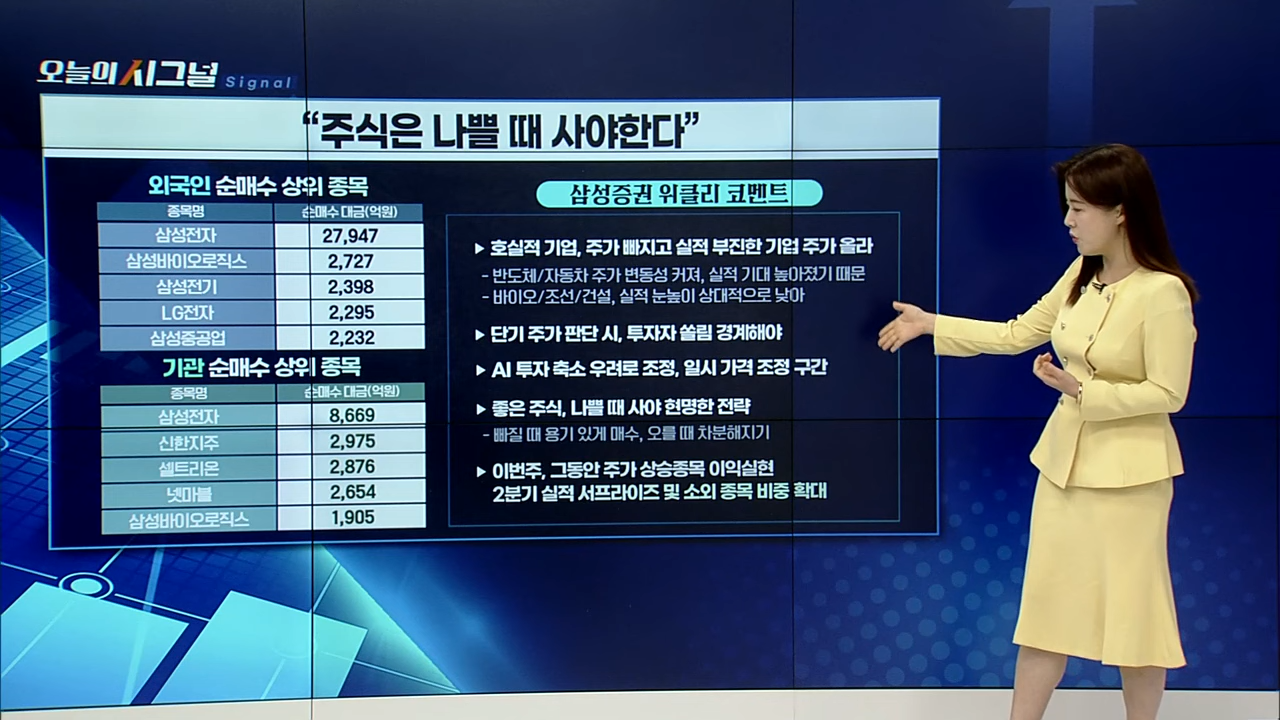 오늘의 시그널 Signal
“주식은 나쁠 때 사야한다”
외국인 순매수 상위 종목
종목명 순매수 대금(억원)
삼성전자 27,947
삼성바이오로직스 2,727
삼성전기 2,398
LG전자 2,295
삼성중공업 2,232
기관 순매수 상위 종목
종목명 순매수 대금(억원)
삼성전자 8,669
신한지주 2,975
셀트리온 2,876
넷마블 2,654
삼성바이오로직스 1,905
삼성증권 위클리 코멘트
▶ 호실적 기업, 주가 빠지고 실적 부진한 기업 주가 올라
- 반도체/자동차 주가 변동성 커져, 실적 기대 높아졌기 때문
- 바이오/조선/건설, 실적 눈높이 상대적으로 낮아
▶ 단기 주가 판단 시, 투자자 쏠림 경계해야
▶ AI 투자 축소 우려로 조정, 일시 가격 조정 구간
▶ 좋은 주식, 나쁠 때 사야 현명한 전략
- 빠질 때 용기 있게 매수, 오를 때 차분해지기
▶ 이번주, 그동안 주가 상승종목 이익실현
2분기 실적 서프라이즈 및 소외 종목 비중 확대